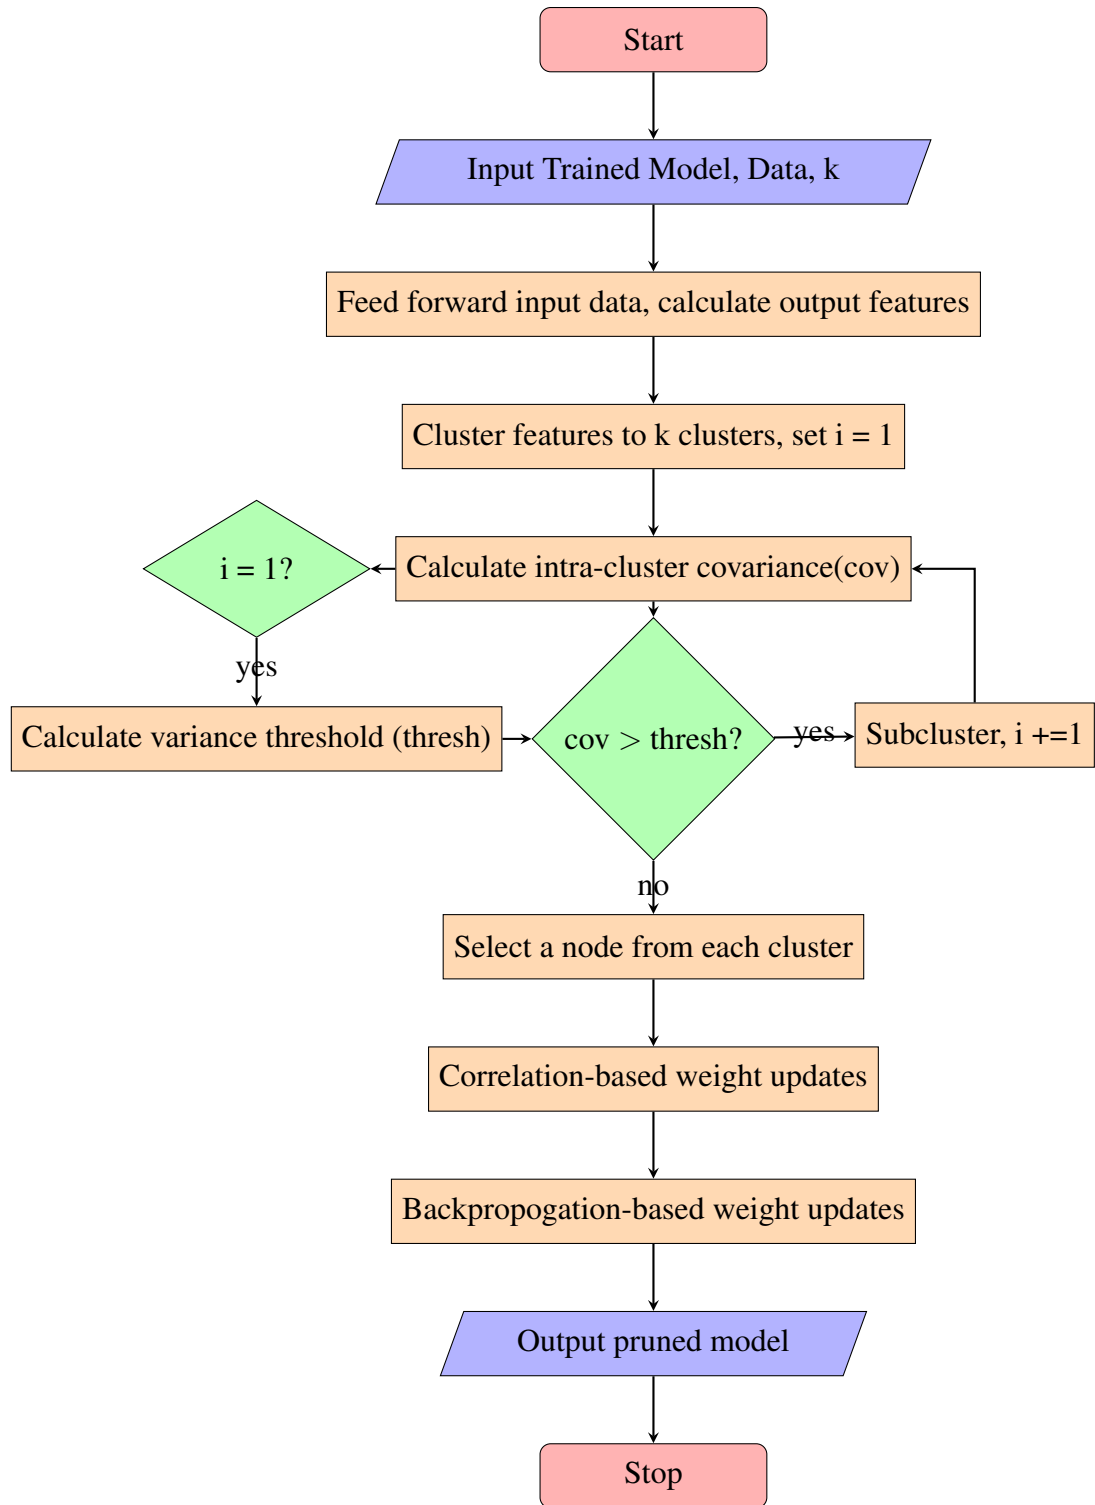 Start
Input Trained Model, Data, k
Feed forward input data, calculate output features
Cluster features to k clusters, set i = 1
i = 1?
Calculate intra-cluster covariance(cov)
yes
Calculate variance threshold (thresh)
cov > thresh?
yes
Subcluster, i +=1
no
Select a node from each cluster
Correlation-based weight updates
Backpropogation-based weight updates
Output pruned model
Stop